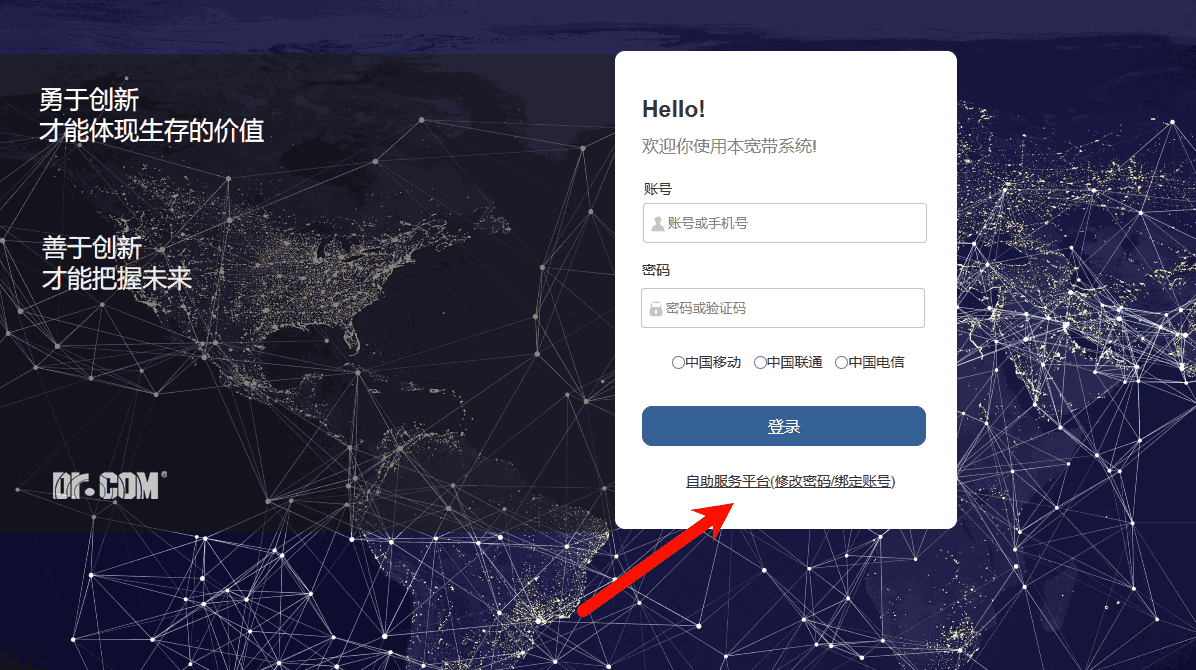 勇于创新
才能体现生存的价值
善于创新
才能把握未来
Dr.COM®
Hello!
欢迎你使用本宽带系统!
账号
账号或手机号
密码
密码或验证码
中国移动 中国联通 中国电信
登录
自助服务平台(修改密码/绑定账号)